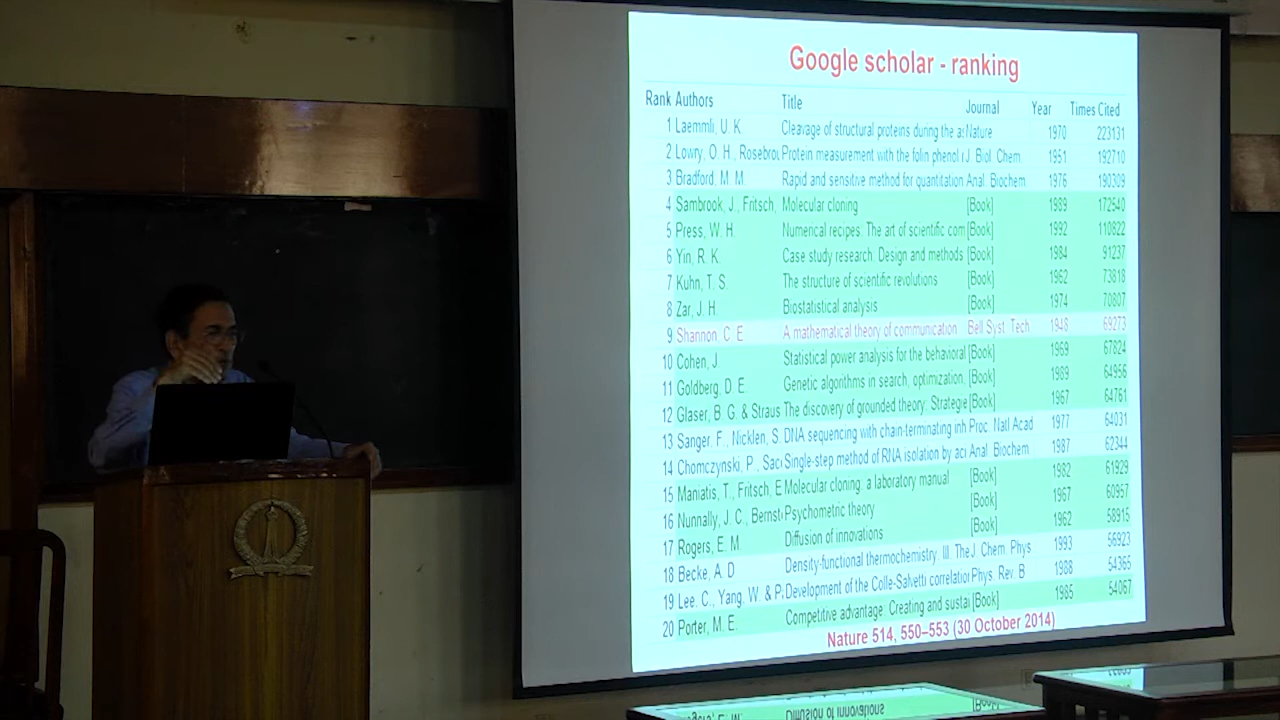 Google scholar - ranking
Rank Authors Title Journal Year Times Cited
1 Laemmli, U. K. Cleavage of structural proteins during the a Nature 1970 223131
2 Lowry, O. H., Rosebrou Protein measurement with the folin phenol J. Biol. Chem. 1951 192710
3 Bradford, M. M. Rapid and sensitive method for quantitation Anal. Biochem. 1976 190309
4 Sambrook, J., Fritsch, Molecular cloning [Book] 1989 172540
5 Press, W. H. Numerical recipes: The art of scientific com [Book] 1992 110822
6 Yin, R. K. Case study research: Design and methods [Book] 1984 91237
7 Kuhn, T. S. The structure of scientific revolutions [Book] 1962 73818
8 Zar, J. H. Biostatistical analysis [Book] 1974 70807
9 Shannon, C. E. A mathematical theory of communication Bell Syst. Tech 1948 69273
10 Cohen, J. Statistical power analysis for the behavioral [Book] 1969 67824
11 Goldberg, D. E. Genetic algorithms in search, optimization, [Book] 1989 64956
12 Glaser, B. G. & Straus The discovery of grounded theory: Strategie [Book] 1967 64761
13 Sanger, F., Nicklen, S. DNA sequencing with chain-terminating inh Proc. Natl Acad 1977 64031
14 Chomczynski, P., Sac Single-step method of RNA isolation by aci Anal. Biochem. 1987 62344
15 Maniatis, T., Fritsch, E Molecular cloning: a laboratory manual [Book] 1982 61929
16 Nunnally, J. C., Bernst Psychometric theory [Book] 1967 60957
17 Rogers, E. M. Diffusion of innovations [Book] 1962 58915
18 Becke, A. D. Density-functional thermochemistry. III. The J. Chem. Phys 1993 56923
19 Lee, C., Yang, W. & P Development of the Colle-Salvetti correlation Phys. Rev. B 1988 54365
20 Porter, M. E. Competitive advantage: Creating and sustai [Book] 1985 54067
Nature 514, 550–553 (30 October 2014)